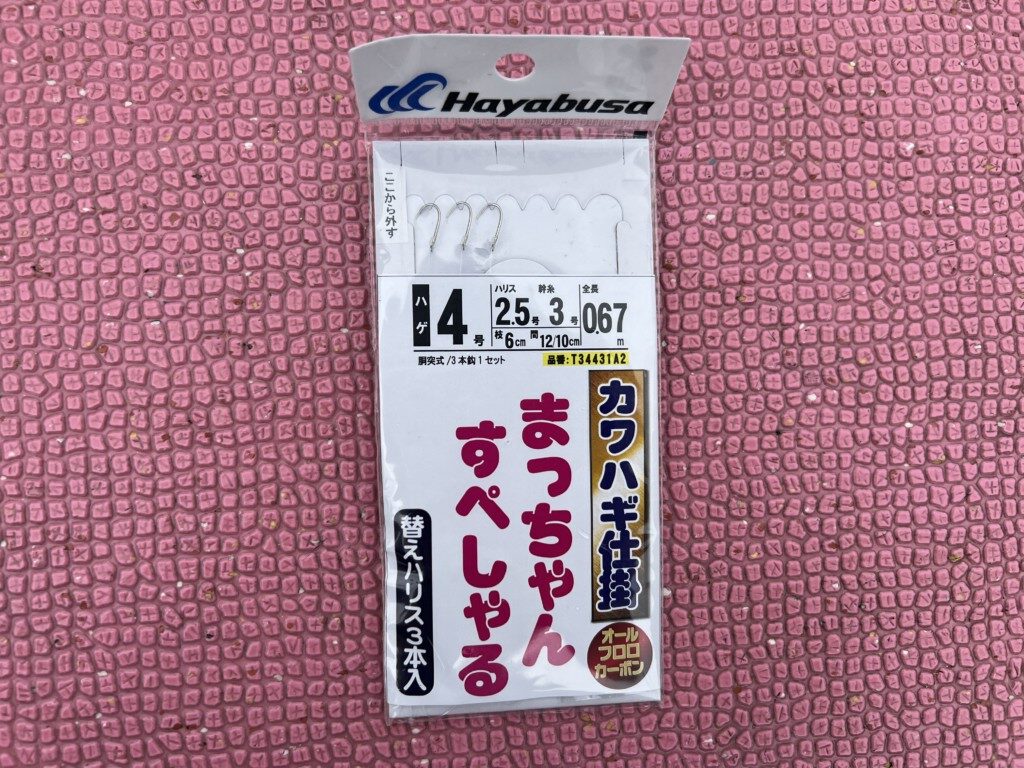 Hayabusa
ここから外す
ハゲ 4号
ハリス 2.5号 幹糸 3号 全長 0.67m
枝 6cm 間 12/10cm
胴突式/3本鈎1セット
品番:T34431A2
カワハギ仕掛
まっちゃん
すぺしゃる
オール
フロロ
カーボン
替えハリス3本入